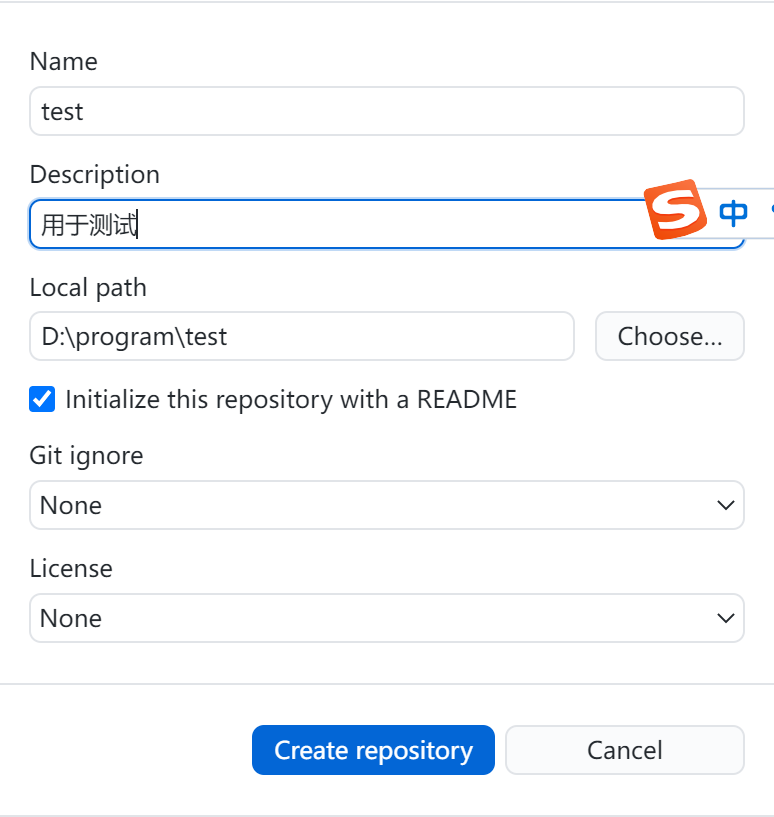 Name
test
Description
用于测试
中
Local path
D:\program\test
Choose...
Initialize this repository with a README
Git ignore
None
License
None
Create repository
Cancel